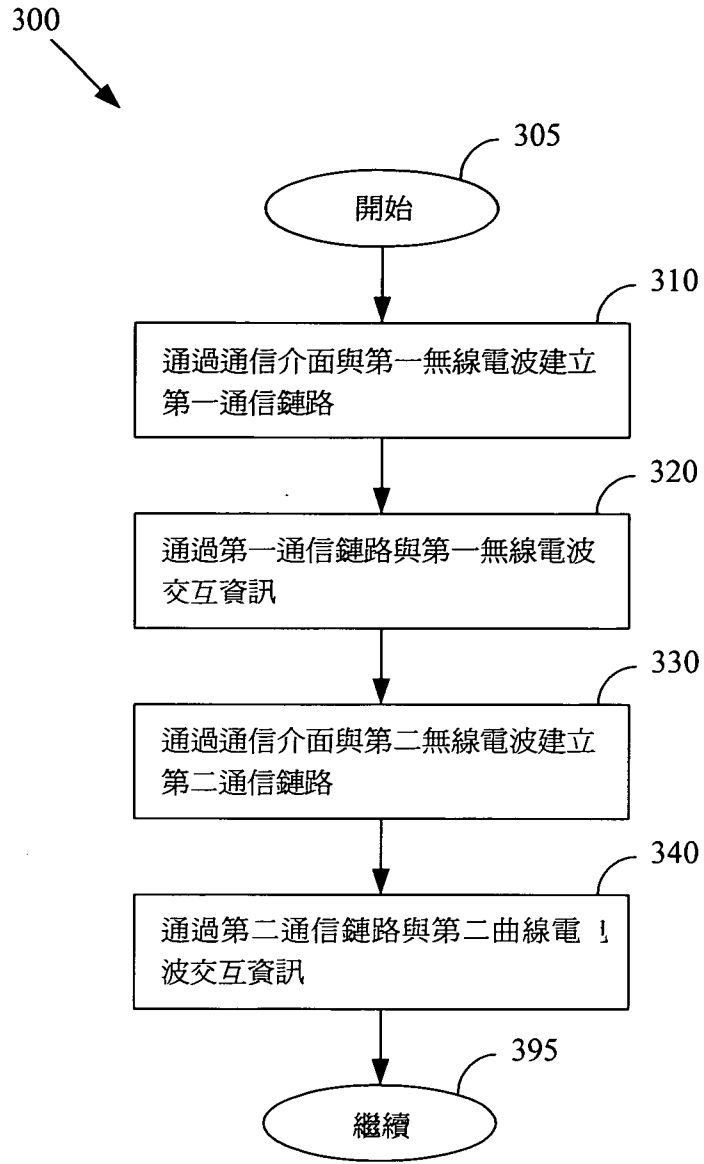 300
305
開始
310
通過通信介面與第一無線電波建立
第一通信鏈路
320
通過第一通信鏈路與第一無線電波
交互資訊
330
通過通信介面與第二無線電波建立
第二通信鏈路
340
通過第二通信鏈路與第二曲線電
波交互資訊
395
繼續